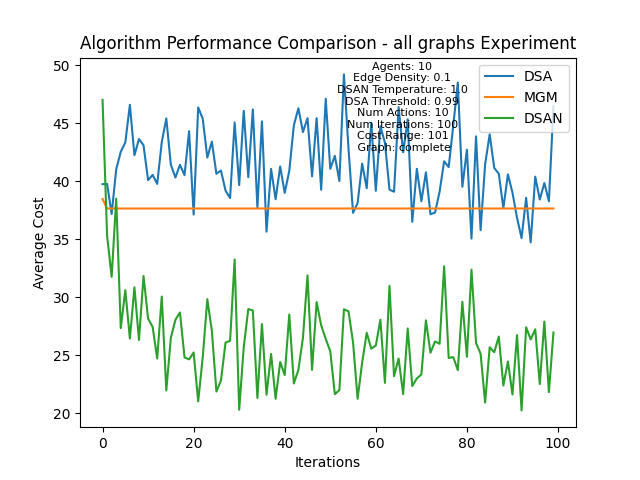 Algorithm Performance Comparison - all graphs Experiment
Agents: 10
Edge Density: 0.1
DSAN Temperature: 1.0
DSA Threshold: 0.99
Num Actions: 10
Num Iterations: 100
Cost Range: 101
Graph: complete
DSA
MGM
DSAN
50
45
40
35
30
25
20
Average Cost
0
20
40
60
80
100
Iterations